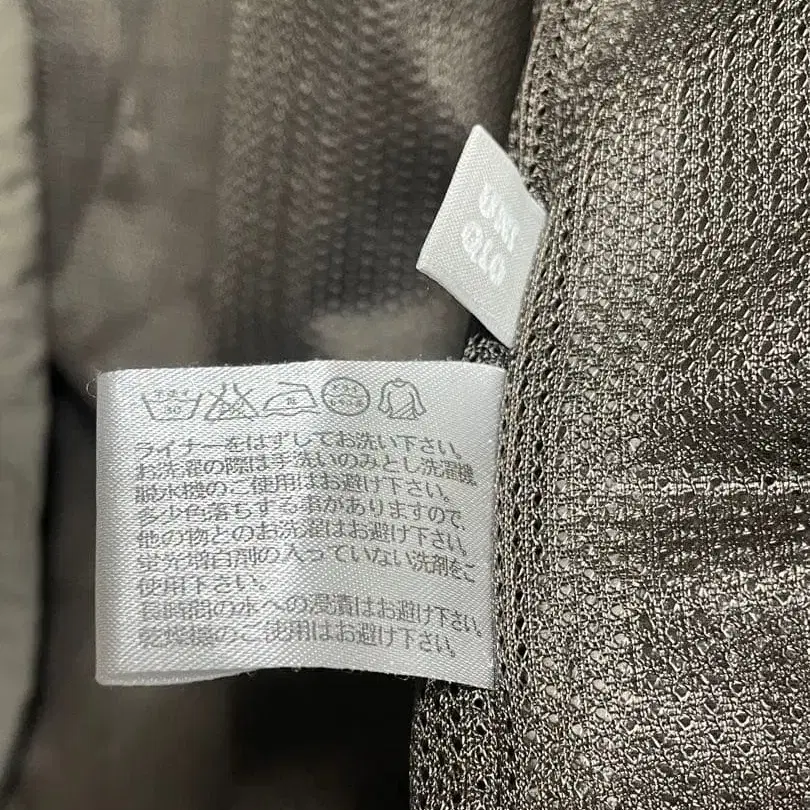 UNI
QLO
手洗イ
30
ライナーをはずしてお洗い下さい。
お洗濯の際は手洗いのみとし洗濯機、
脱水機のご使用はお避け下さい。
多少色落ちする事がありますので、
他の物とのお洗濯はお避け下さい。
蛍光増白剤の入っていない洗剤をご
使用下さい。
長時間の水への浸漬はお避け下さい。
乾燥機のご使用はお避け下さい。